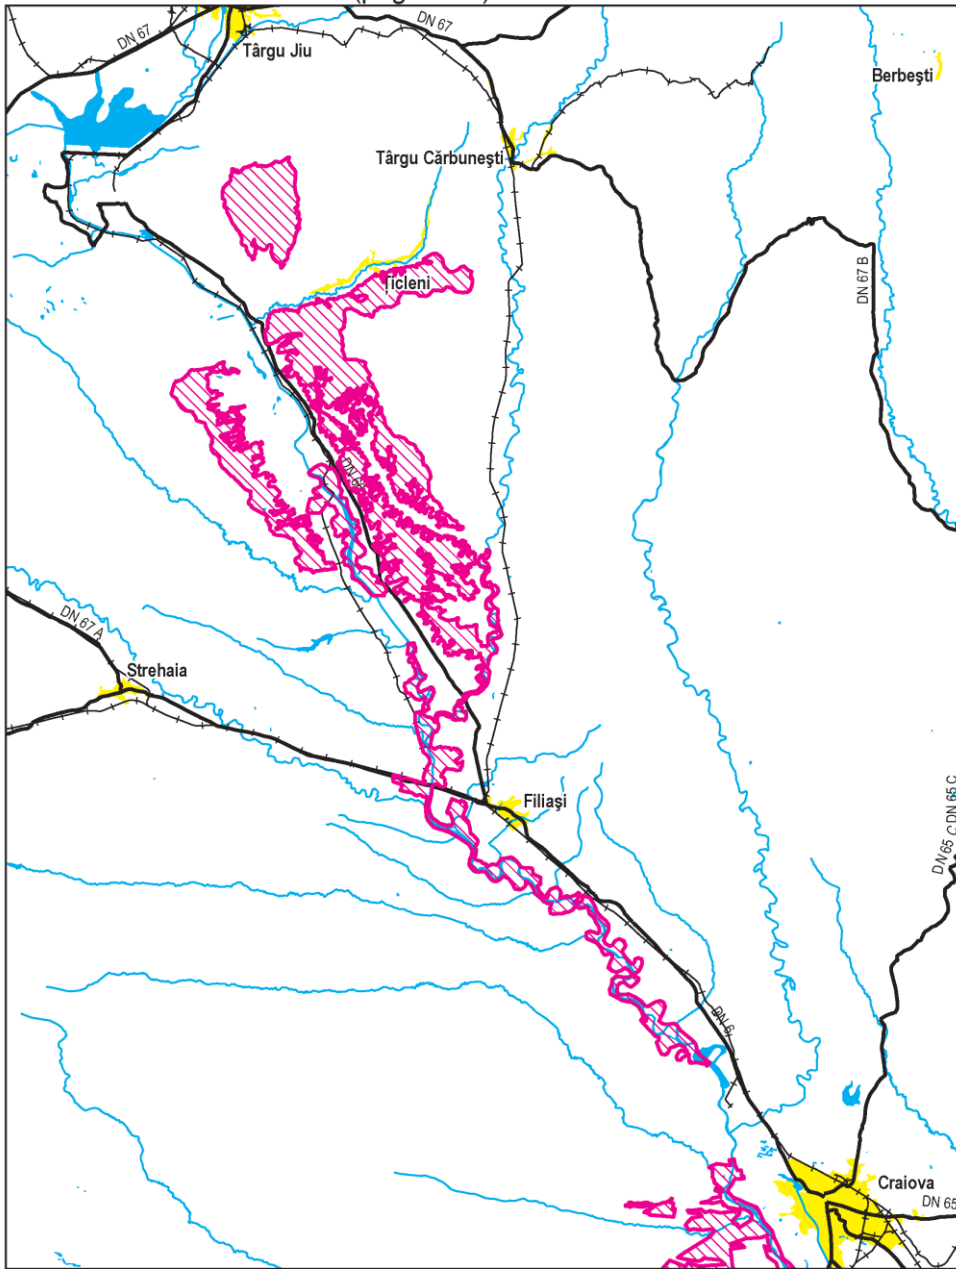 DN 67
DN 67
Târgu Jiu
Berbeşti
Târgu Cărbuneşti
DN 67 B
Ţicleni
DN 67 A
Strehaia
Filiaşi
DN 65 C
DN 65 C
DN 6
Craiova
DN 65